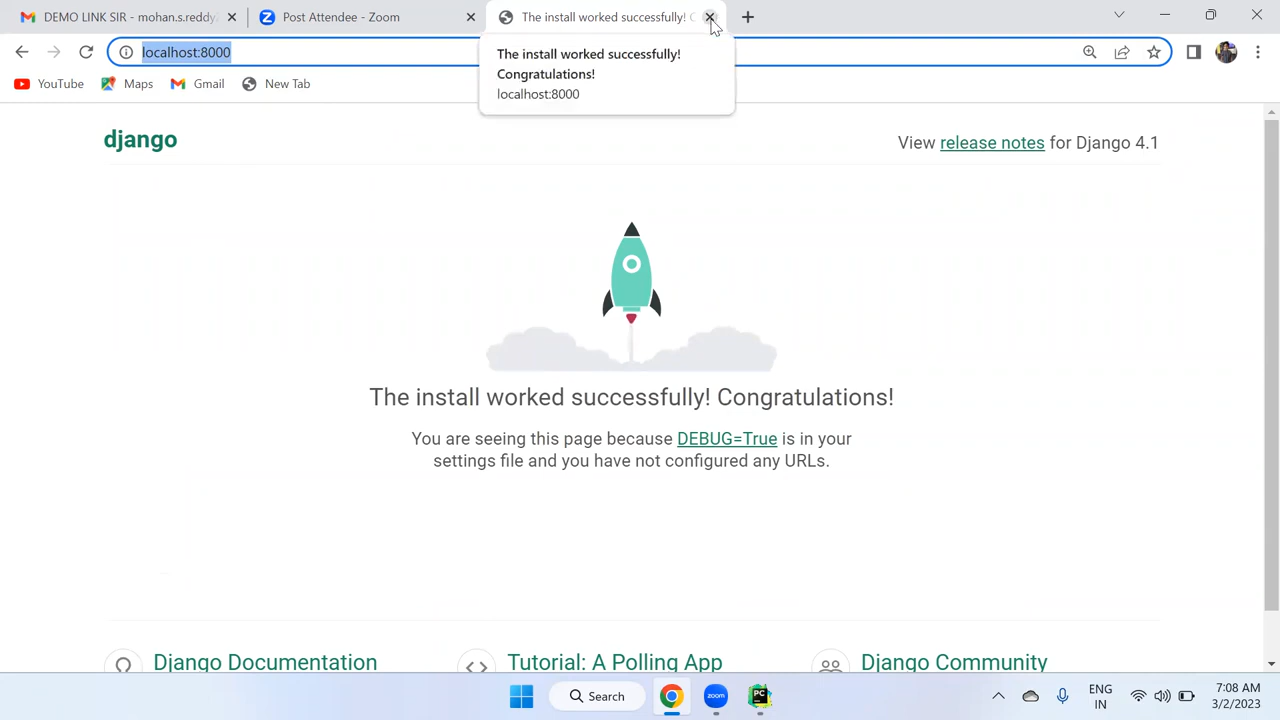 DEMO LINK SIR - mohan.s.reddy
Post Attendee - Zoom
The install worked successfully! C
localhost:8000
The install worked successfully!
Congratulations!
localhost:8000
YouTube
Maps
Gmail
New Tab
django
View release notes for Django 4.1
The install worked successfully! Congratulations!
You are seeing this page because DEBUG=True is in your
settings file and you have not configured any URLs.
Django Documentation
Tutorial: A Polling App
Django Community
Search
zoom
PC
ENG
IN
7:08 AM
3/2/2023